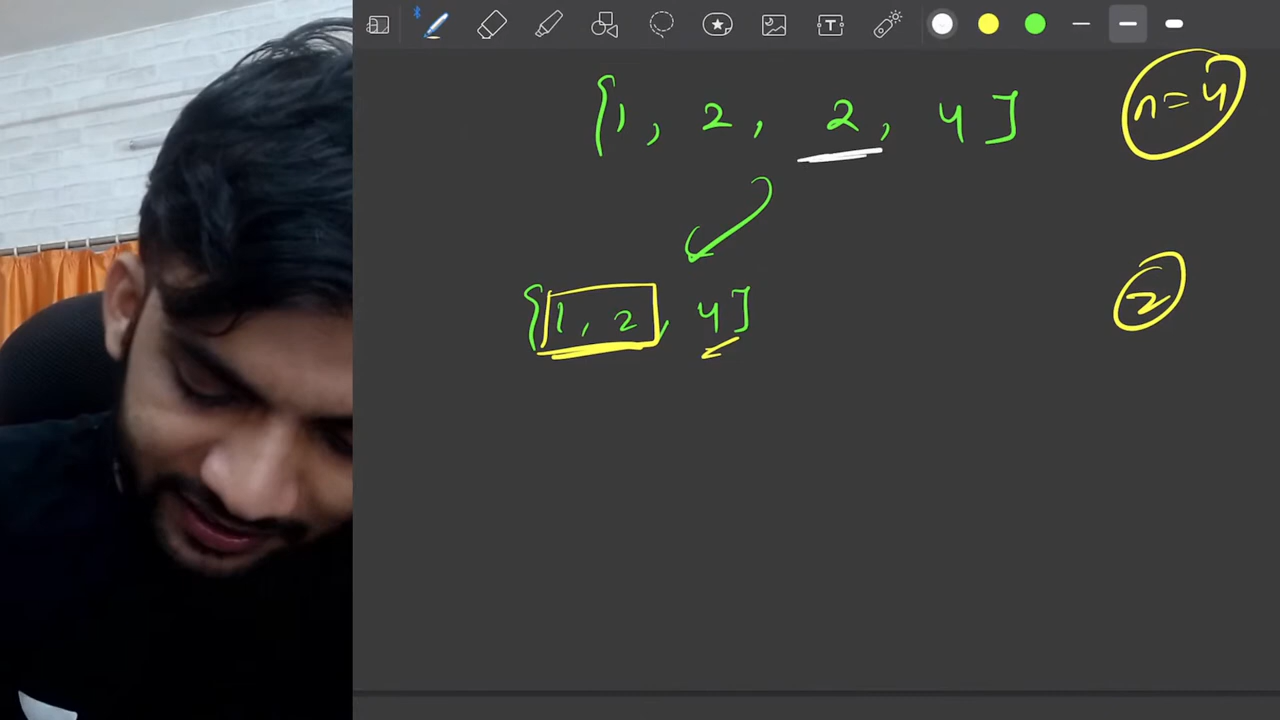 [1, 2, 2, 4] n=4
[1, 2, 4] 2